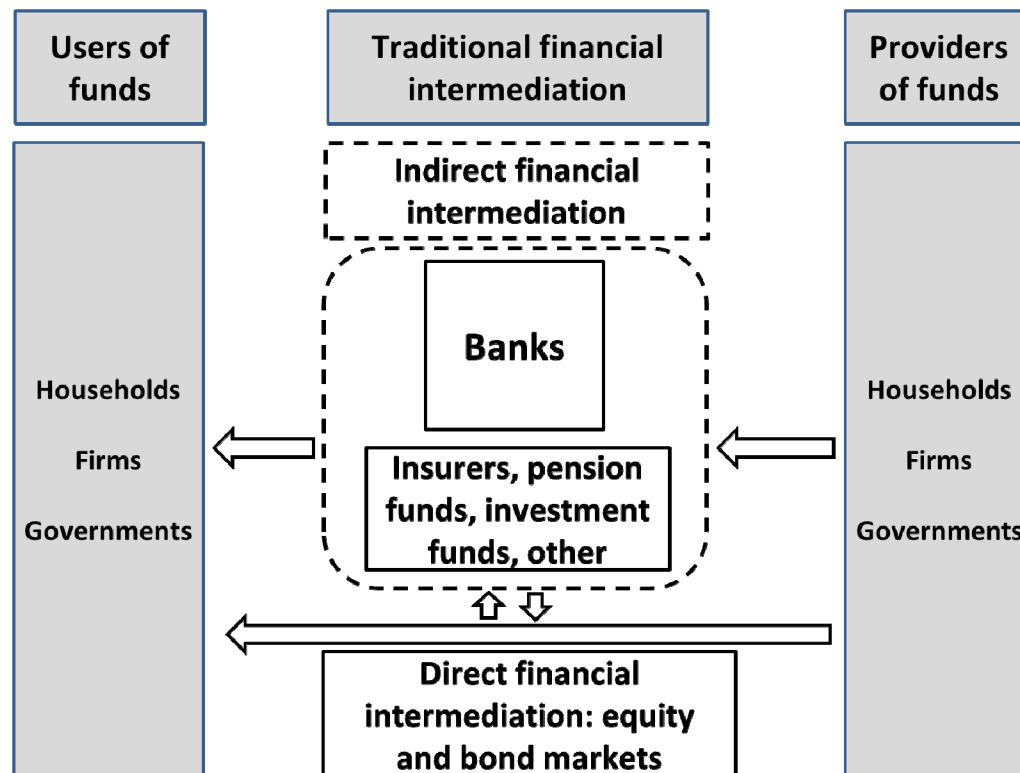 Users of
funds
Traditional financial
intermediation
Providers
of funds
Indirect financial
intermediation
Banks
Households
Firms
Governments
Insurers, pension
funds, investment
funds, other
Households
Firms
Governments
Direct financial
intermediation: equity
and bond markets